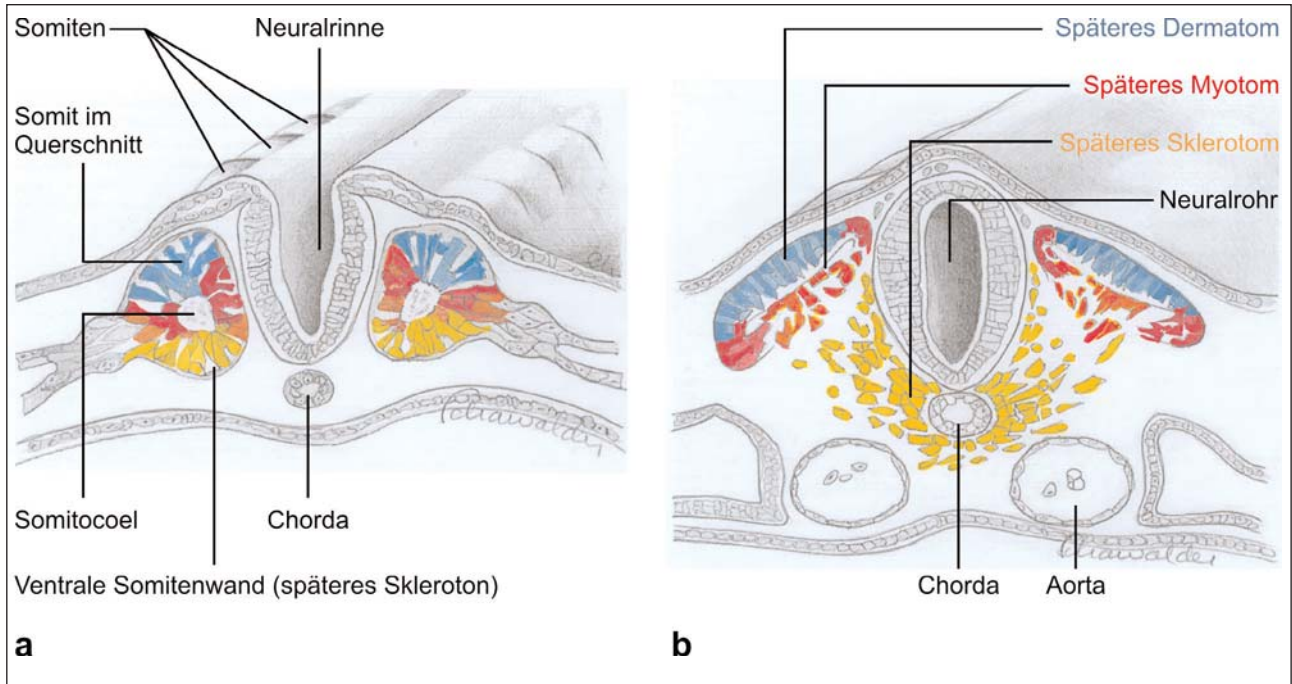 Somiten
Neuralrinne
Somit im
Querschnitt
Somitocoel
Chorda
Ventrale Somitenwand (späteres Skleroton)
a
Späteres Dermatom
Späteres Myotom
Späteres Sklerotom
Neuralrohr
Chorda
Aorta
b